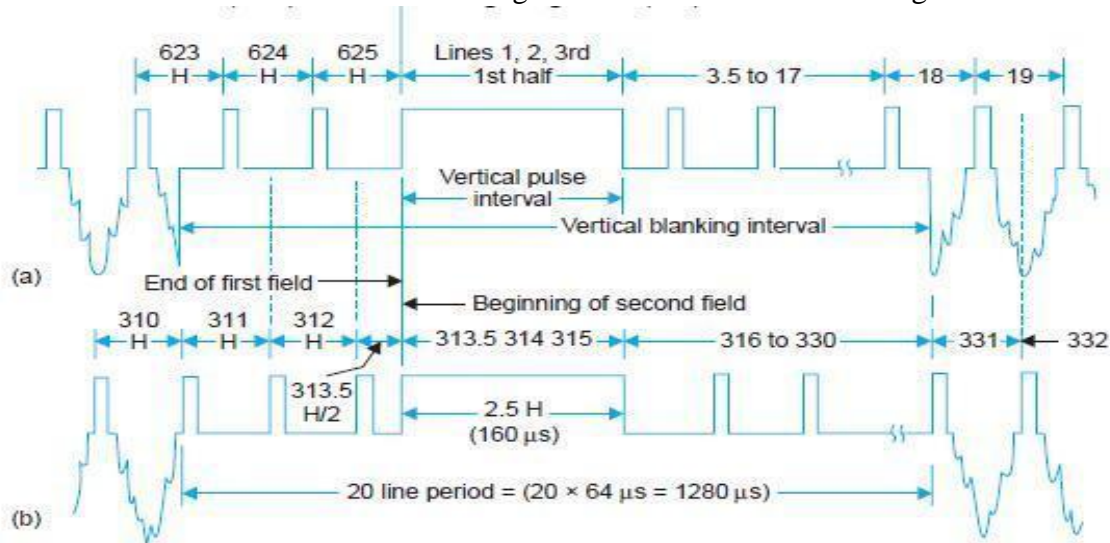 623 624 625 Lines 1, 2, 3rd
H H H 1st half 3.5 to 17 18 19
Vertical pulse
interval
Vertical blanking interval
(a)
End of first field
Beginning of second field
310 311 312
H H H 313.5 314 315 316 to 330 331 332
313.5
H/2
2.5 H
(160 μs)
20 line period = (20 × 64 μs = 1280 μs)
(b)